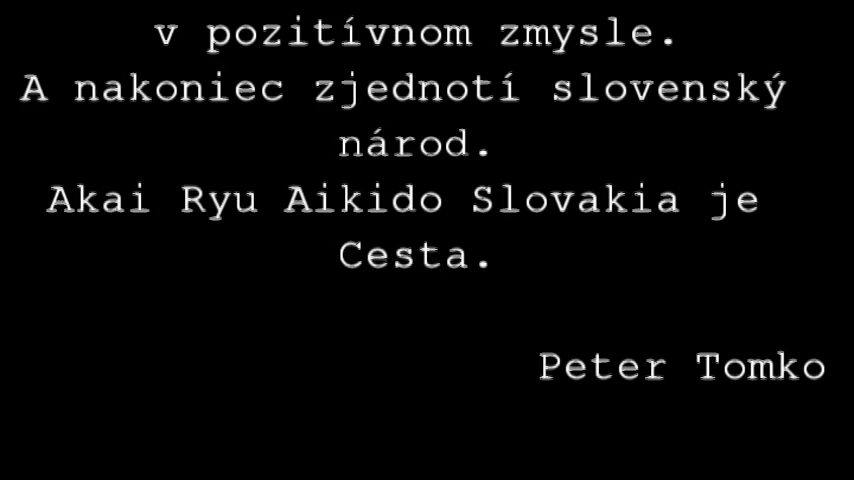 v pozitívnom zmysle.
A nakoniec zjednotí slovenský
národ.
Akai Ryu Aikido Slovakia je
Cesta.
Peter Tomko